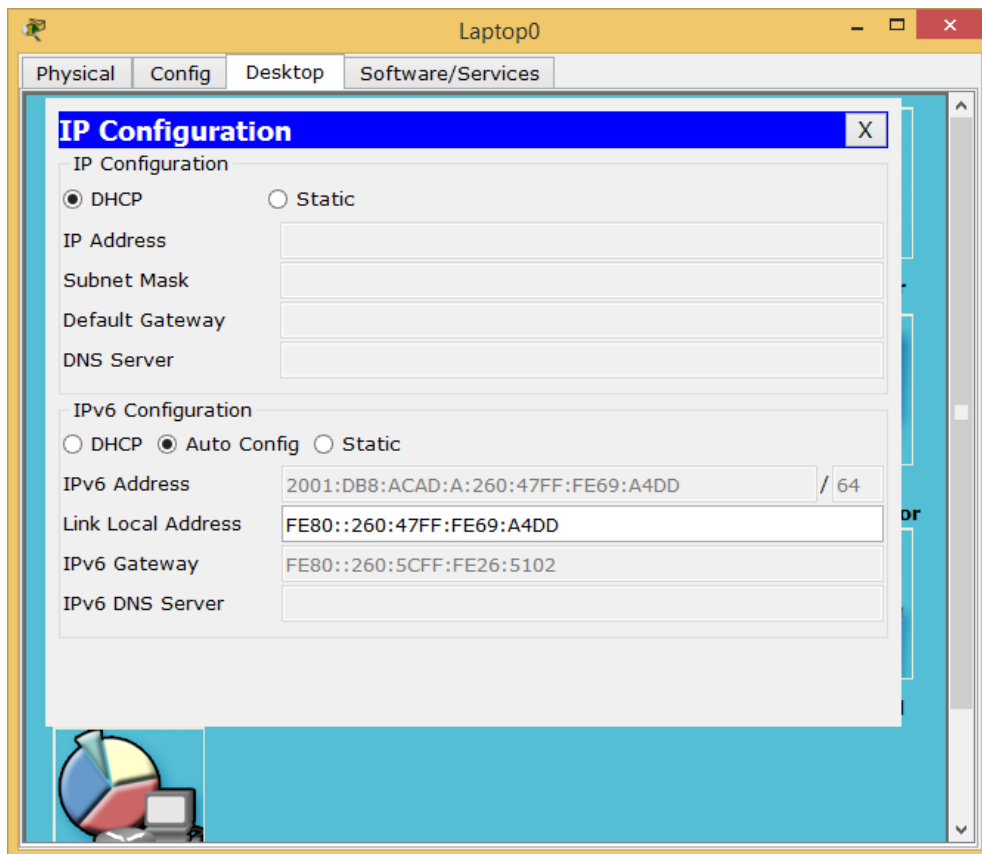 Laptop0
Physical Config Desktop Software/Services
IP Configuration X
IP Configuration
DHCP Static
IP Address
Subnet Mask
Default Gateway
DNS Server
IPv6 Configuration
DHCP Auto Config Static
IPv6 Address 2001:DB8:ACAD:A:260:47FF:FE69:A4DD / 64
Link Local Address FE80::260:47FF:FE69:A4DD
IPv6 Gateway FE80::260:5CFF:FE26:5102
IPv6 DNS Server
or